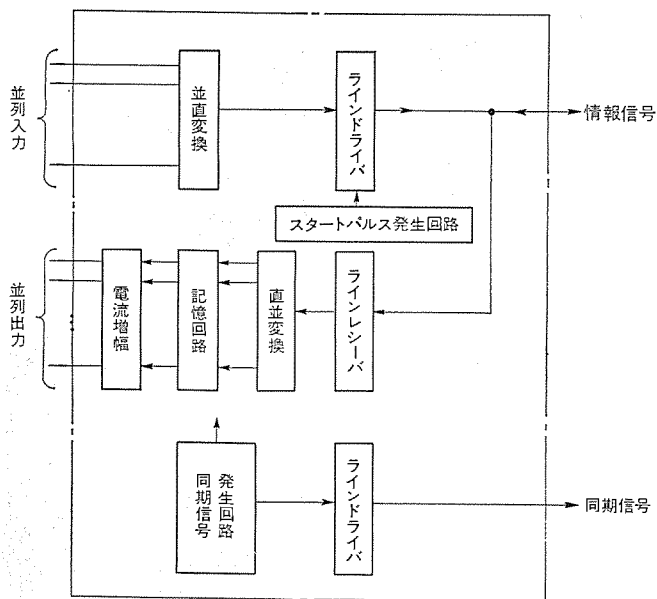 並列入力
並直変換
ラインドライバ
情報信号
スタートパルス発生回路
並列出力
電流増幅
記憶回路
直並変換
ラインレシーバ
発生回路
同期信号
ラインドライバ
同期信号